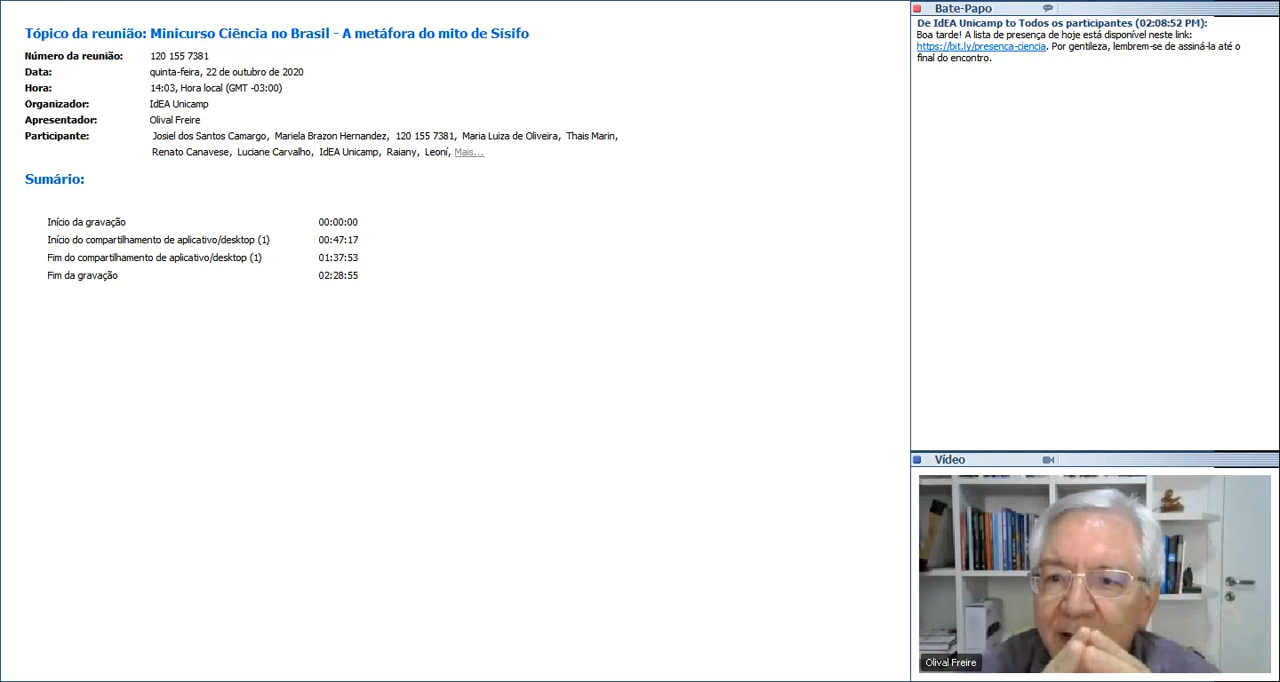 Tópico da reunião: Minicurso Ciência no Brasil - A metáfora do mito de Sísifo
Número da reunião: 120 155 7381
Data: quinta-feira, 22 de outubro de 2020
Hora: 14:03, Hora local (GMT -03:00)
Organizador: IdEA Unicamp
Apresentador: Olival Freire
Participante: Josiel dos Santos Camargo, Mariela Brazon Hernandez, 120 155 7381, Maria Luiza de Oliveira, Thais Marin,
Renato Canavese, Luciane Carvalho, IdEA Unicamp, Raiany, Leoní, Mais...
Sumário:
Início da gravação 00:00:00
Início do compartilhamento de aplicativo/desktop (1) 00:47:17
Fim do compartilhamento de aplicativo/desktop (1) 01:37:53
Fim da gravação 02:28:55
Bate-Papo
De IdEA Unicamp to Todos os participantes (02:08:52 PM):
Boa tarde! A lista de presença de hoje está disponível neste link:
https://bit.ly/presenca-ciencia. Por gentileza, lembrem-se de assiná-la até o
final do encontro.
Vídeo
Olival Freire